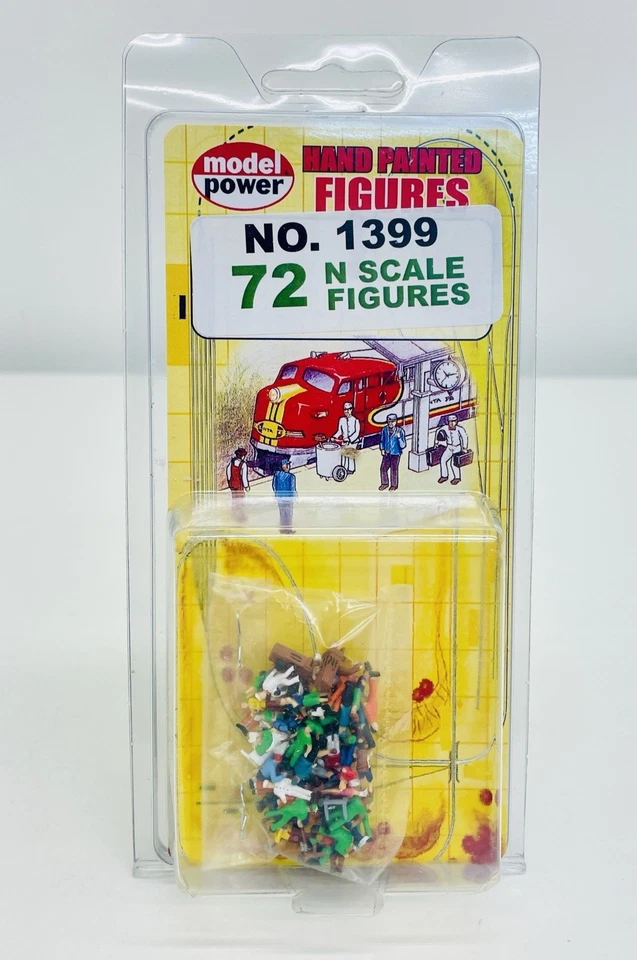 model
power
HAND PAINTED
FIGURES
NO. 1399
72 N SCALE
FIGURES